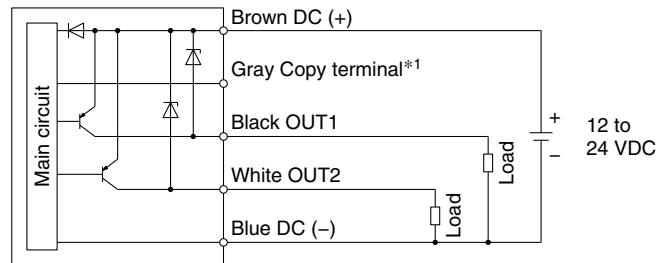 Brown DC (+)
Gray Copy terminal*1
Main circuit
Black OUT1
+
12 to
24 VDC
−
Load
White OUT2
Load
Blue DC (−)